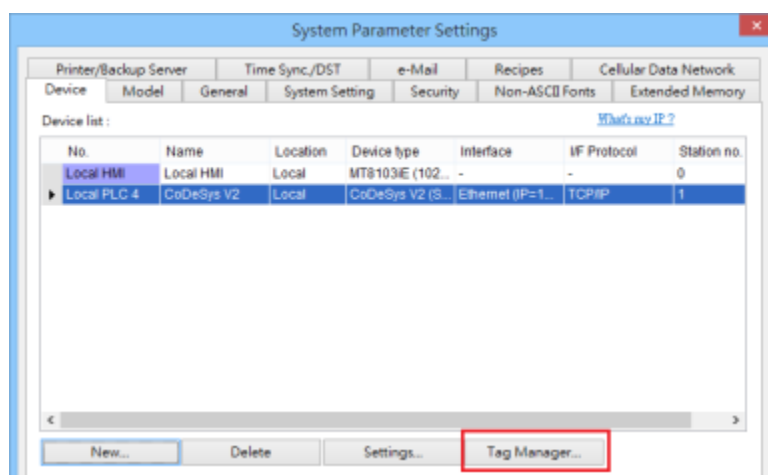 System Parameter Settings
Printer/Backup Server Time Sync./DST e-Mail Recipes Cellular Data Network
Device Model General System Setting Security Non-ASCII Fonts Extended Memory
Device list : What's my IP ?
No. Name Location Device type Interface I/F Protocol Station no.
Local HMI Local HMI Local MT8103iE (102... - - 0
Local PLC 4 CoDeSys V2 Local CoDeSys V2 (S... Ethernet (IP=1... TCP/IP 1
New... Delete Settings... Tag Manager...